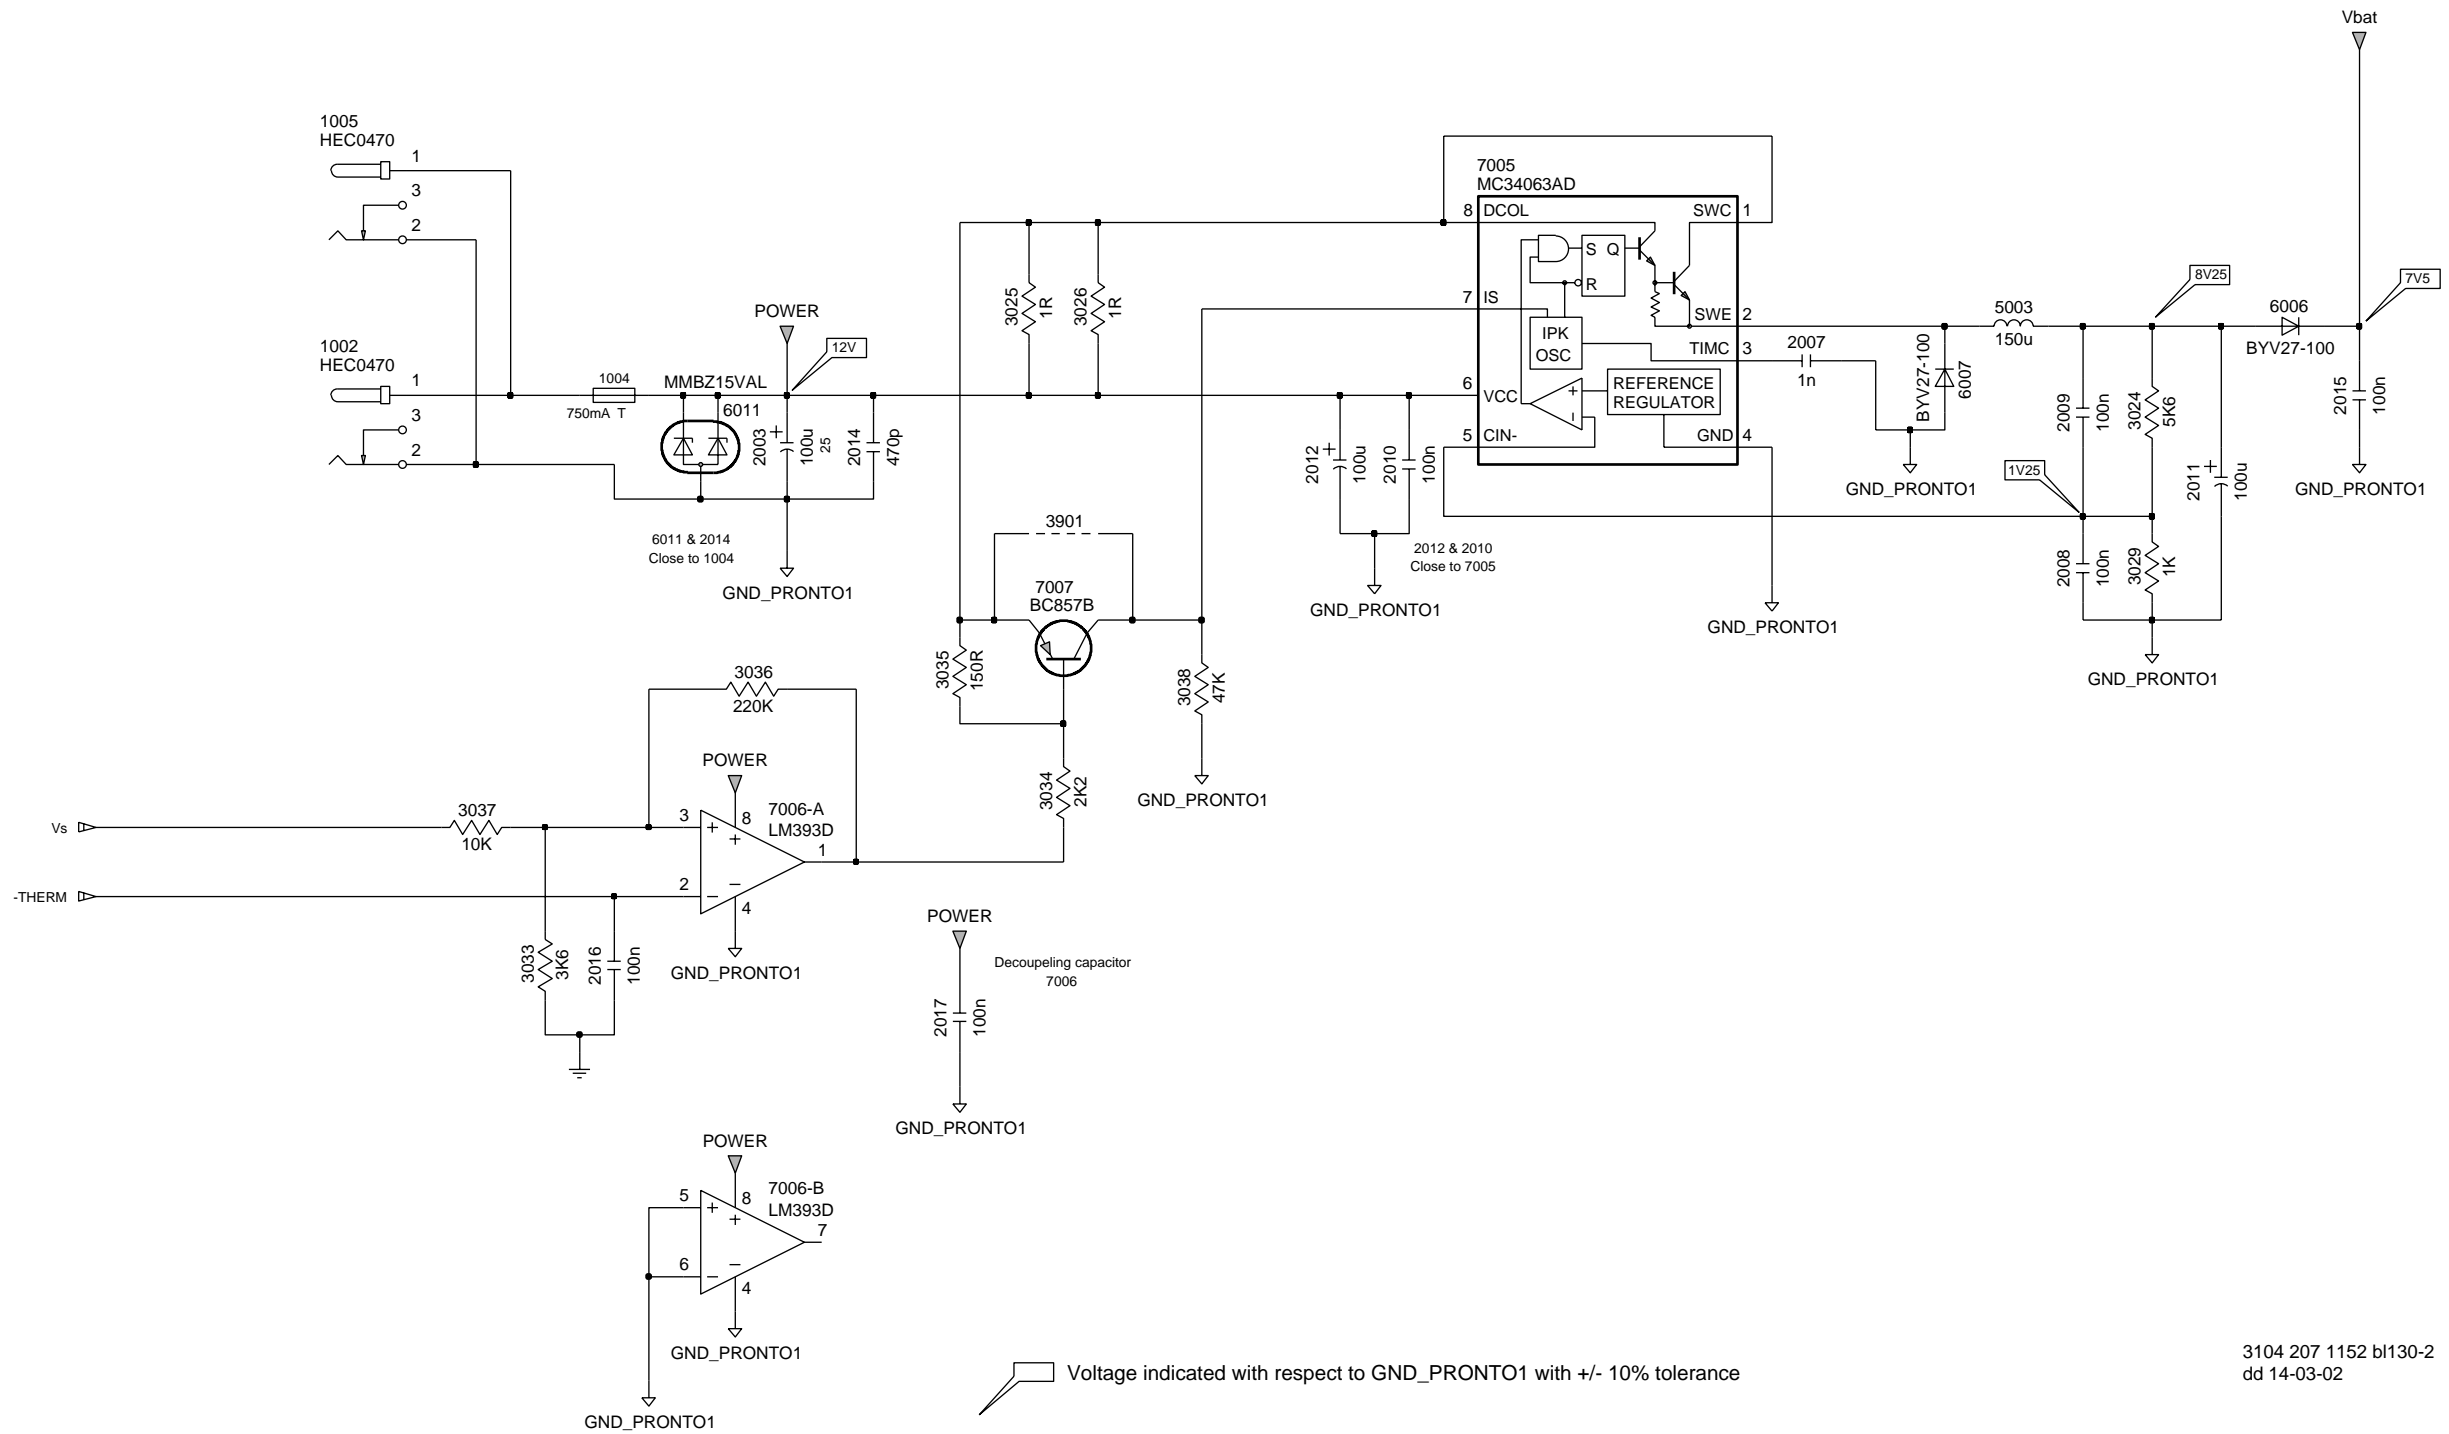 Vbat
1005
HEC0470
1
3
2
1002
HEC0470
1
3
2
1004
750mA T
MMBZ15VAL
6011
POWER
12V
2003
100u
25
2014
470p
6011 & 2014
Close to 1004
GND_PRONTO1
3025
1R
3026
1R
7005
MC34063AD
8 DCOL
SWC 1
S Q
R
7 IS
SWE 2
IPK
OSC
TIMC 3
6 VCC
REFERENCE
REGULATOR
5 CIN-
GND 4
2007
1n
BYV27-100
6007
GND_PRONTO1
5003
150u
8V25
7V5
6006
BYV27-100
2009
100n
3024
5K6
2015
100n
GND_PRONTO1
1V25
2011
100u
2008
100n
3029
1K
GND_PRONTO1
2012
100u
2010
100n
2012 & 2010
Close to 7005
GND_PRONTO1
GND_PRONTO1
3901
7007
BC857B
3035
150R
3038
47K
GND_PRONTO1
3034
2K2
3036
220K
POWER
Vs
3037
10K
7006-A
LM393D
3
8
1
2
4
-THERM
GND_PRONTO1
3033
3K6
2016
100n
POWER
Decoupeling capacitor
7006
2017
100n
GND_PRONTO1
POWER
7006-B
LM393D
5
8
7
6
4
GND_PRONTO1
GND_PRONTO1
Voltage indicated with respect to GND_PRONTO1 with +/- 10% tolerance
3104 207 1152 bl130-2
dd 14-03-02